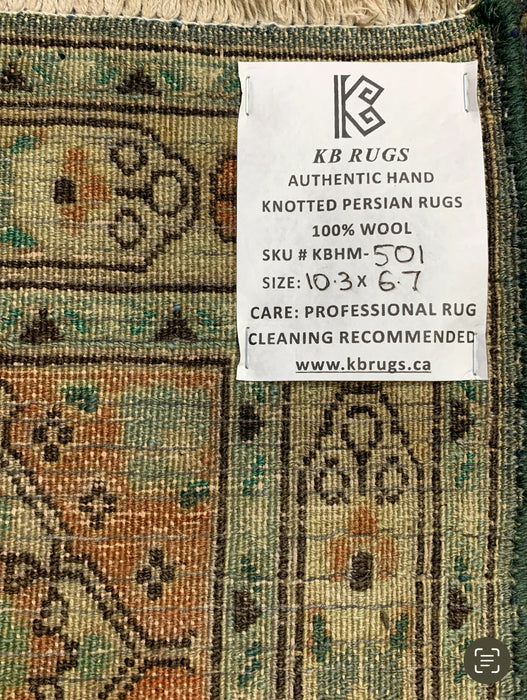 KB
KB RUGS
AUTHENTIC HAND
KNOTTED PERSIAN RUGS
100% WOOL
SKU # KBHM-501
SIZE: 10.3 x 6.7
CARE: PROFESSIONAL RUG
CLEANING RECOMMENDED
www.kbrugs.ca